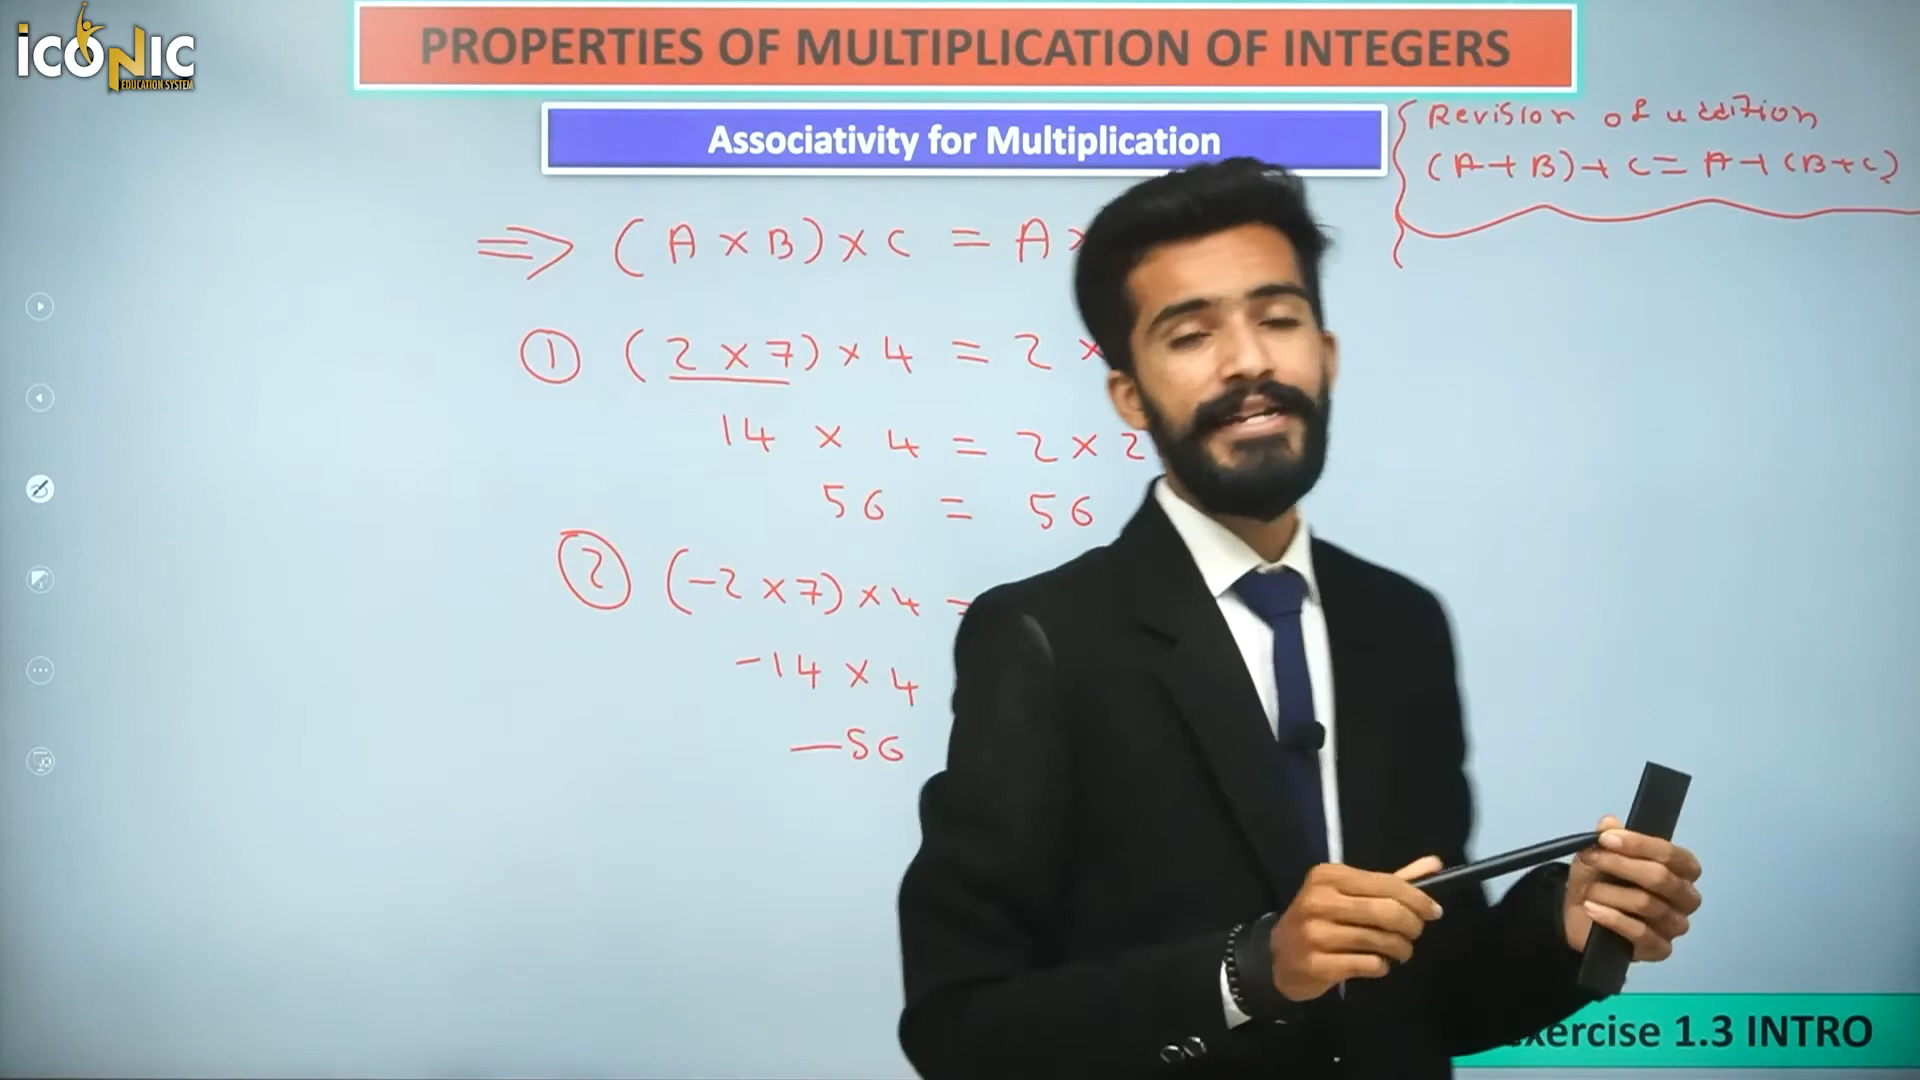 iCONIC
EDUCATION SYSTEM
PROPERTIES OF MULTIPLICATION OF INTEGERS
Associativity for Multiplication
Revision of addition
(A+B)+C=A+(B+C)
⇒ (A×B)×C = A×
① (2×7)×4 = 2×
14 × 4 = 2×2
56 = 56
② (-2×7)×4 =
-14×4
-56
Exercise 1.3 INTRO